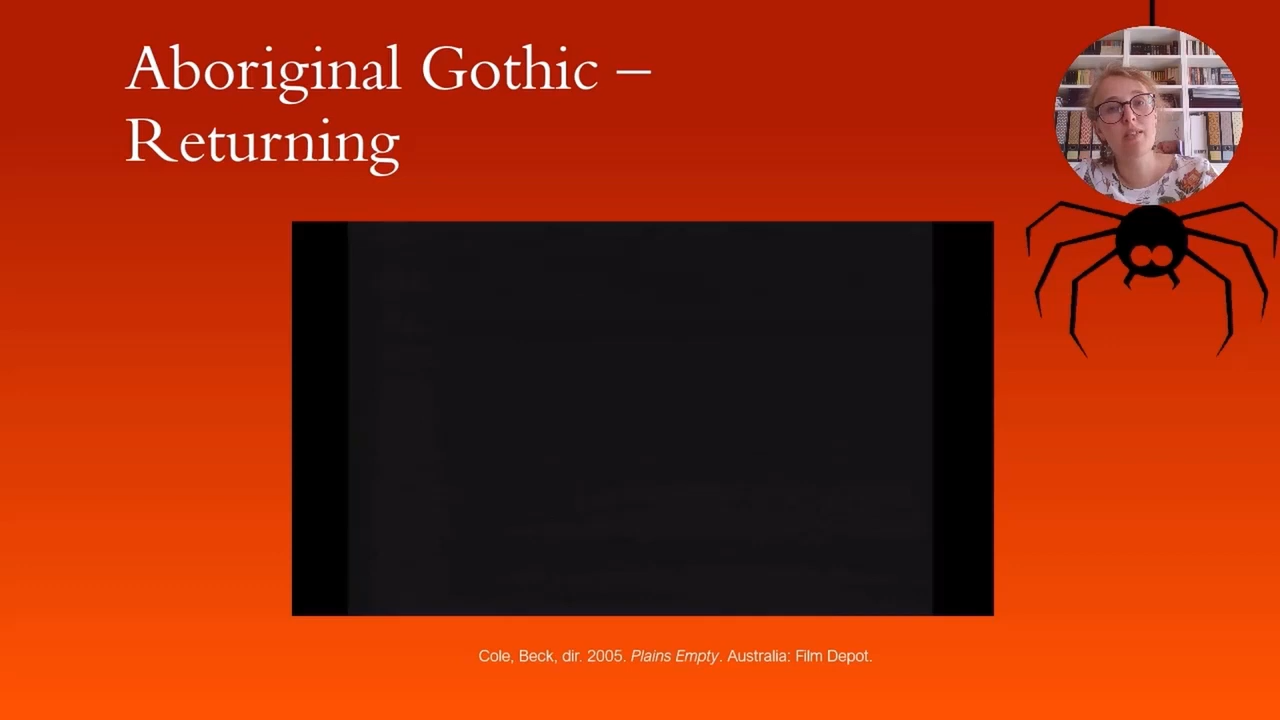 Aboriginal Gothic –
Returning
Cole, Beck, dir. 2005. Plains Empty. Australia: Film Depot.